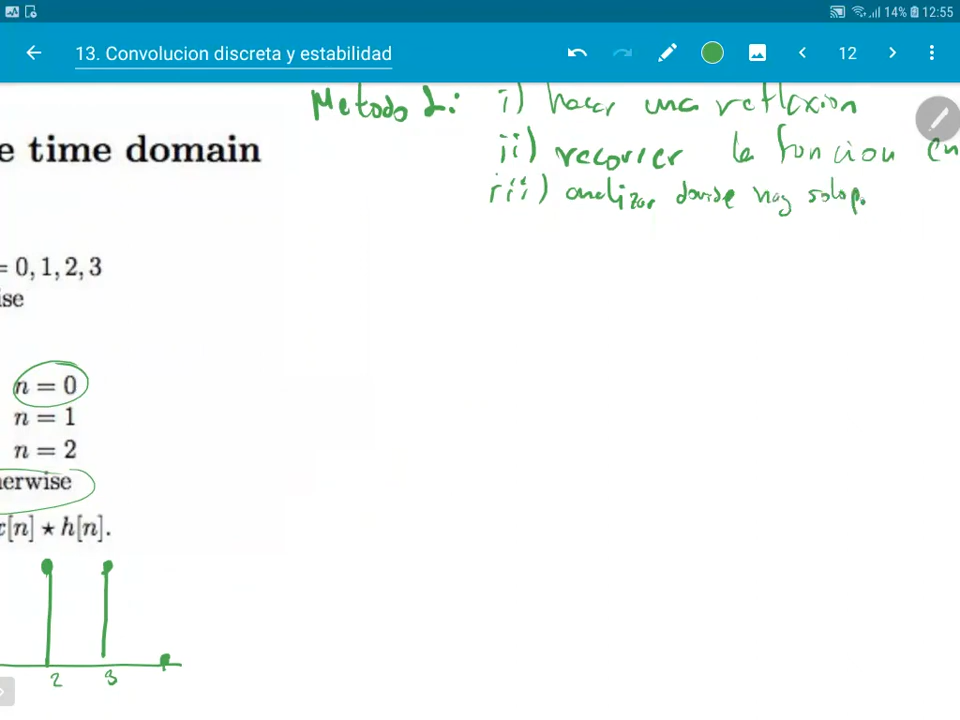 14% 12:55
13. Convolucion discreta y estabilidad 12
Metodo 1: i) hacer una reflexion
ii) recorrer la funcion en
iii) analizar donde hay solap.
e time domain
= 0, 1, 2, 3
ise
n = 0
n = 1
n = 2
erwise
x[n] ⋆ h[n].
2 3